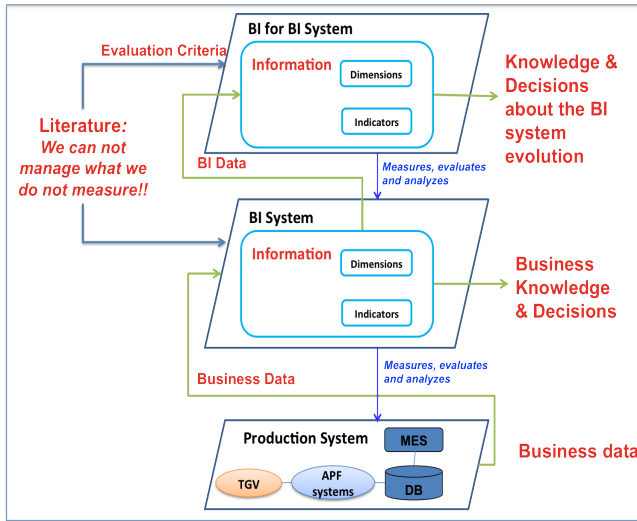 BI for BI System
Evaluation Criteria
Information
Dimensions
Indicators
Knowledge &
Decisions
about the BI
system
evolution
Literature:
We can not
manage what we
do not measure!!
BI Data
Measures, evaluates
and analyzes
BI System
Information
Dimensions
Indicators
Business
Knowledge
& Decisions
Measures, evaluates
and analyzes
Business Data
Production System
MES
TGV
APF
systems
DB
Business data